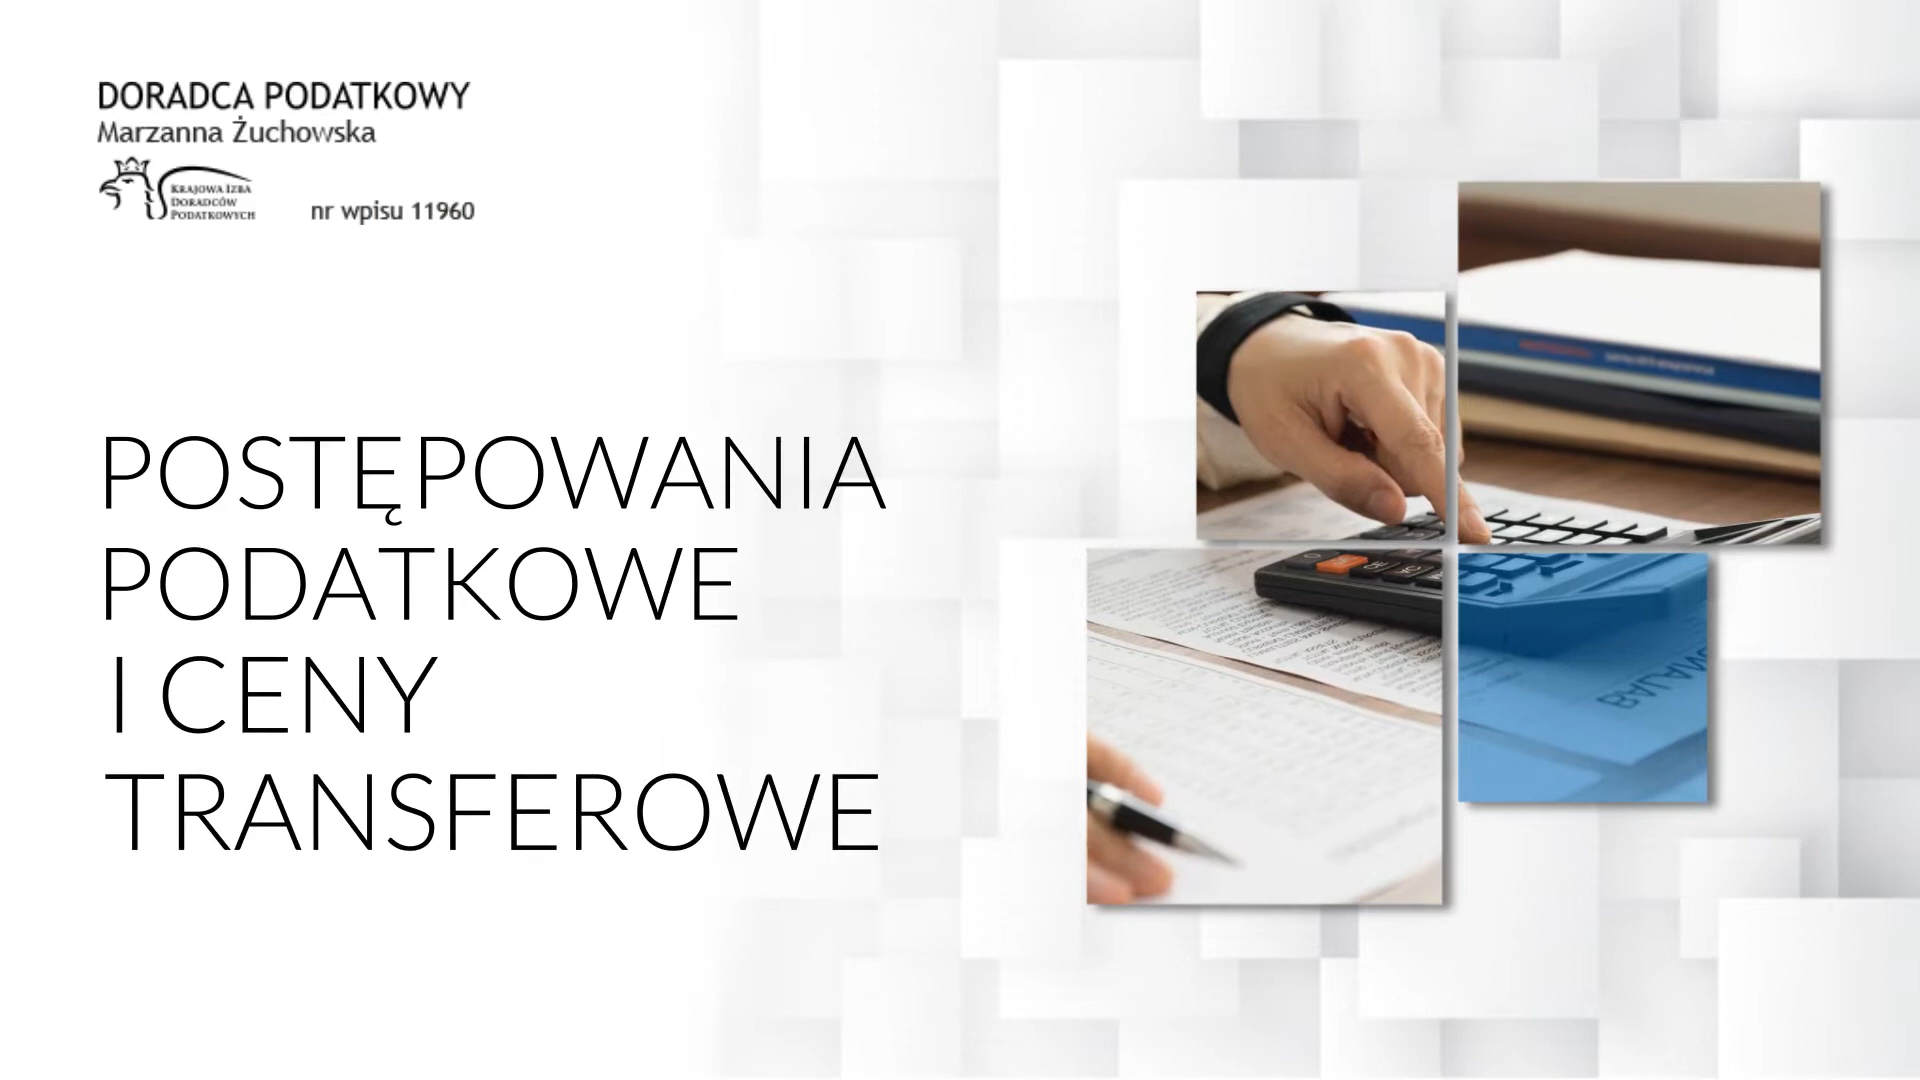 DORADCA PODATKOWY
Marzanna Żuchowska
KRAJOWA IZBA
DORADCÓW
PODATKOWYCH
nr wpisu 11960
POSTĘPOWANIA
PODATKOWE
I CENY
TRANSFEROWE